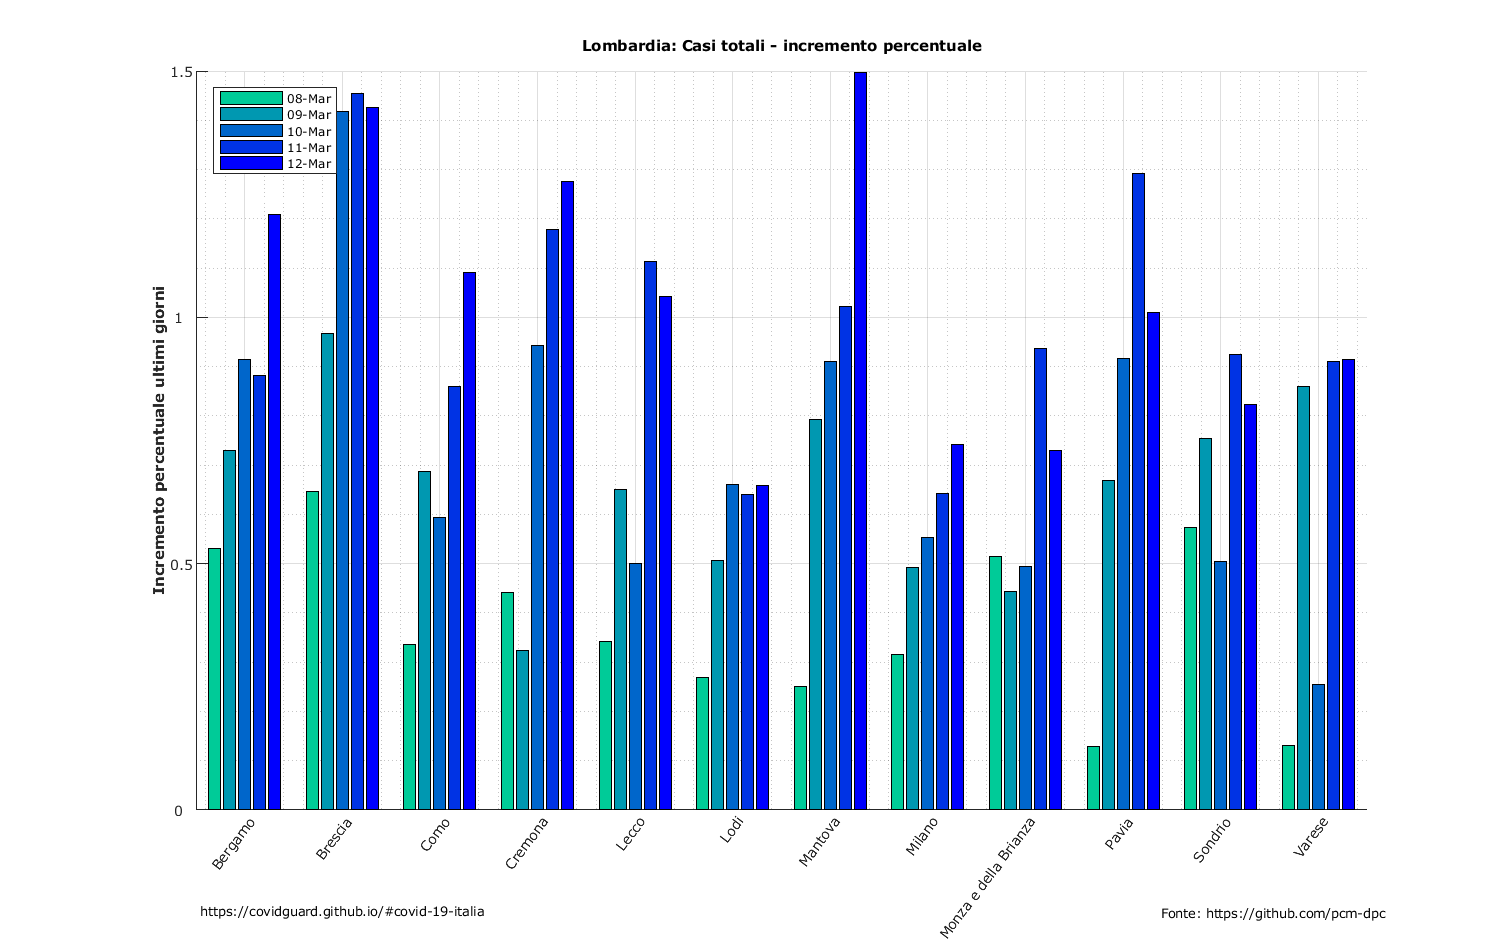 Lombardia: Casi totali - incremento percentuale
1.5
08-Mar
09-Mar
10-Mar
11-Mar
12-Mar
Incremento percentuale ultimi giorni
1
0.5
0
Bergamo
Brescia
Como
Cremona
Lecco
Lodi
Mantova
Milano
Monza e della Brianza
Pavia
Sondrio
Varese
https://covidguard.github.io/#covid-19-italia
Fonte: https://github.com/pcm-dpc